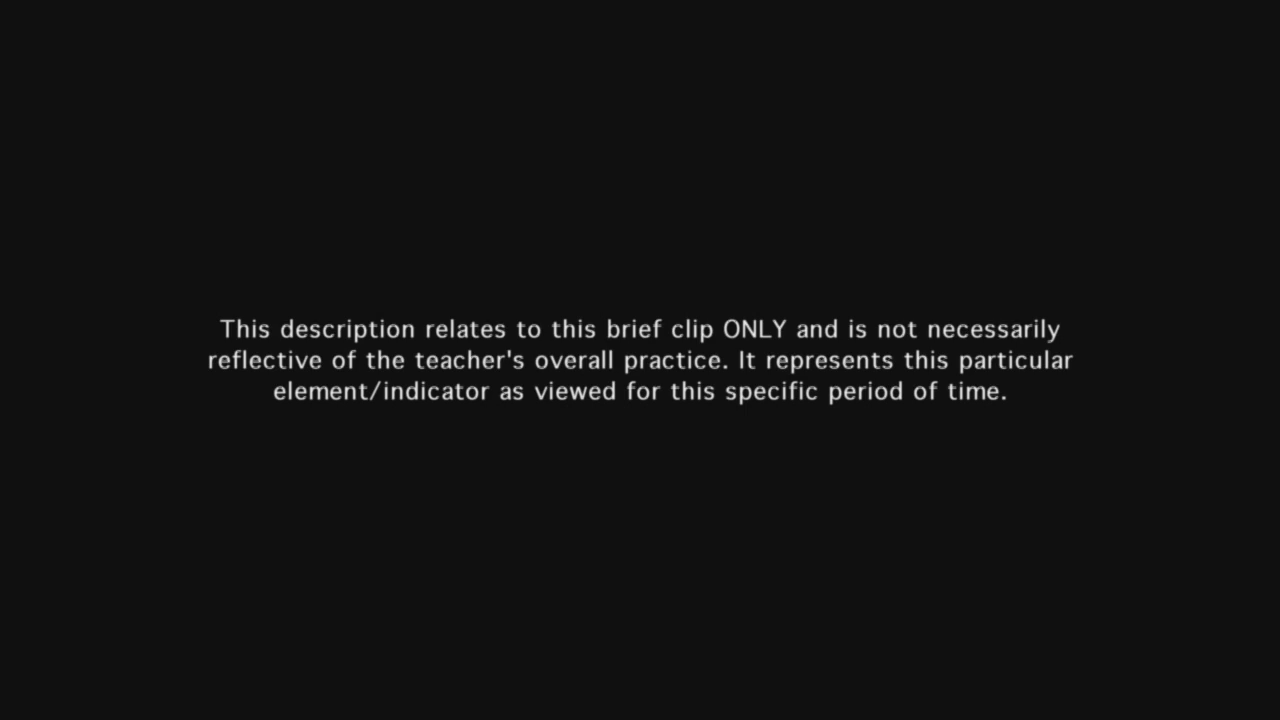 This description relates to this brief clip ONLY and is not necessarily
reflective of the teacher's overall practice. It represents this particular
element/indicator as viewed for this specific period of time.